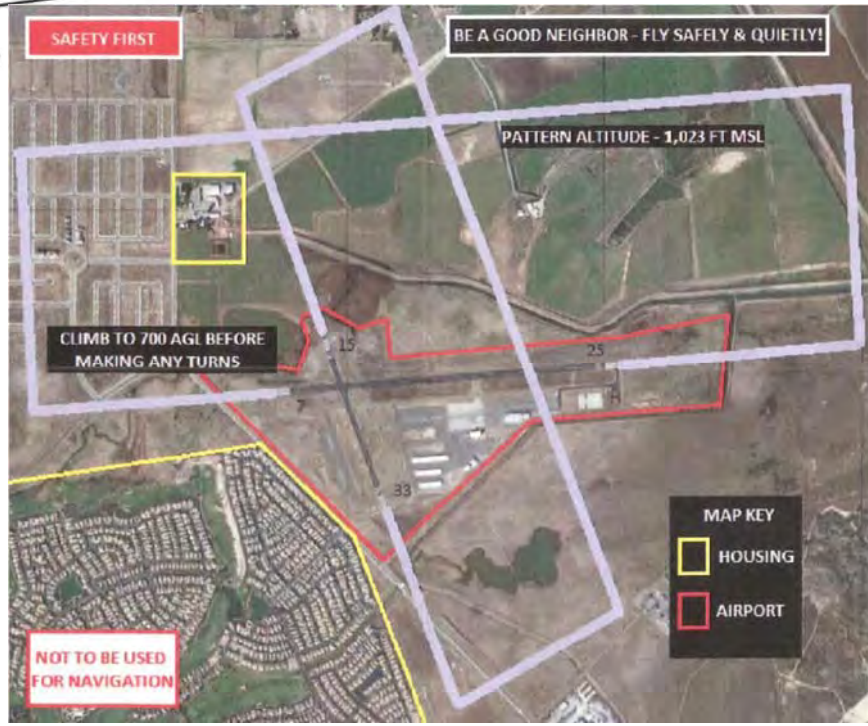 SAFETY FIRST
BE A GOOD NEIGHBOR - FLY SAFELY & QUIETLY!
PATTERN ALTITUDE - 1,023 FT MSL
CLIMB TO 700 AGL BEFORE
MAKING ANY TURNS
15
25
33
MAP KEY
HOUSING
AIRPORT
NOT TO BE USED
FOR NAVIGATION